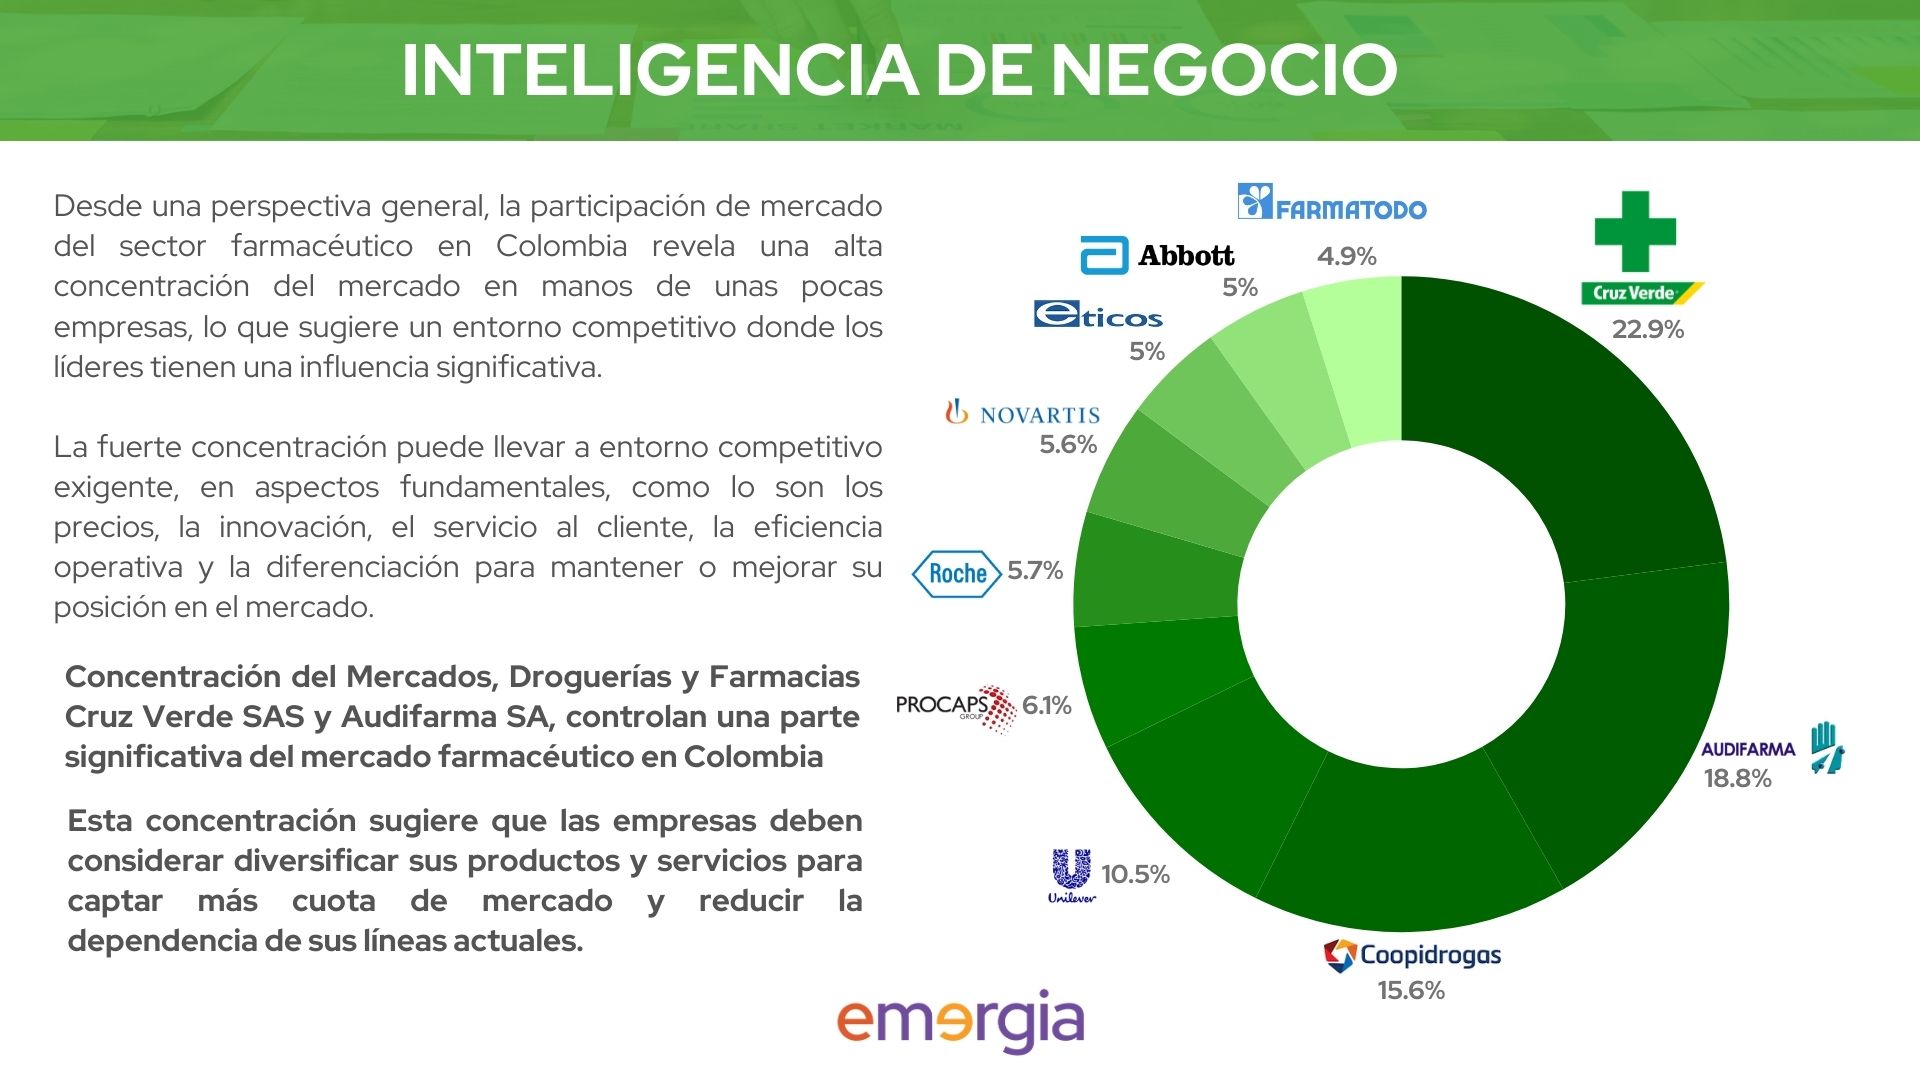 INTELIGENCIA DE NEGOCIO
Desde una perspectiva general, la participación de mercado
del sector farmacéutico en Colombia revela una alta
concentración del mercado en manos de unas pocas
empresas, lo que sugiere un entorno competitivo donde los
líderes tienen una influencia significativa.
La fuerte concentración puede llevar a entorno competitivo
exigente, en aspectos fundamentales, como lo son los
precios, la innovación, el servicio al cliente, la eficiencia
operativa y la diferenciación para mantener o mejorar su
posición en el mercado.
Concentración del Mercados, Droguerías y Farmacias
Cruz Verde SAS y Audifarma SA, controlan una parte
significativa del mercado farmacéutico en Colombia
Esta concentración sugiere que las empresas deben
considerar diversificar sus productos y servicios para
captar más cuota de mercado y reducir la
dependencia de sus líneas actuales.
FARMATODO
4.9%
Abbott
5%
eticos
5%
NOVARTIS
5.6%
Roche
5.7%
PROCAPS
GROUP
6.1%
Unilever
10.5%
Coopidrogas
15.6%
AUDIFARMA
18.8%
Cruz Verde
22.9%
emergia